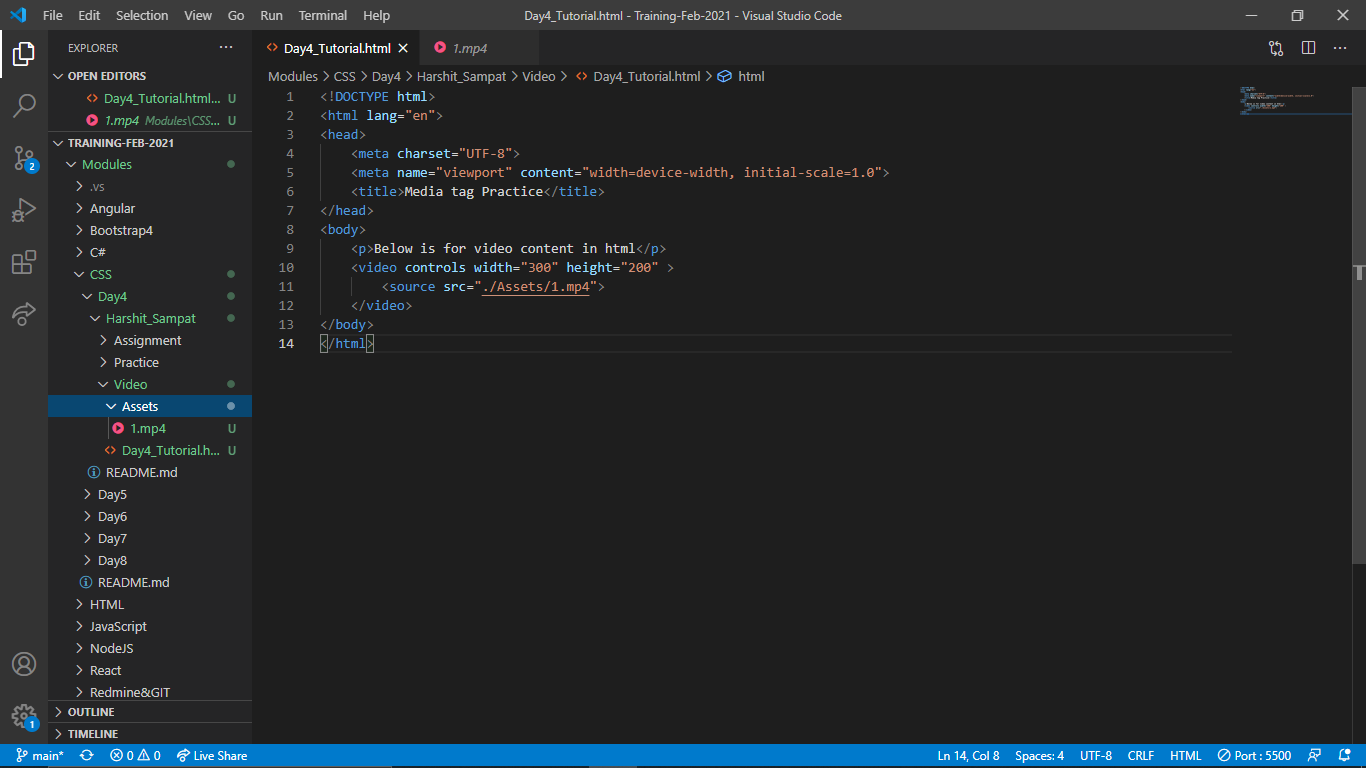 File Edit Selection View Go Run Terminal Help Day4_Tutorial.html - Training-Feb-2021 - Visual Studio Code
EXPLORER
OPEN EDITORS
Day4_Tutorial.html... U
1.mp4 Modules\CSS... U
TRAINING-FEB-2021
Modules
.vs
Angular
Bootstrap4
C#
CSS
Day4
Harshit_Sampat
Assignment
Practice
Video
Assets
1.mp4 U
Day4_Tutorial.h... U
README.md
Day5
Day6
Day7
Day8
README.md
HTML
JavaScript
NodeJS
React
Redmine&GIT
OUTLINE
TIMELINE
2
1
Day4_Tutorial.html 1.mp4
Modules > CSS > Day4 > Harshit_Sampat > Video > Day4_Tutorial.html > html
1 <!DOCTYPE html>
2 <html lang="en">
3 <head>
4 <meta charset="UTF-8">
5 <meta name="viewport" content="width=device-width, initial-scale=1.0">
6 <title>Media tag Practice</title>
7 </head>
8 <body>
9 <p>Below is for video content in html</p>
10 <video controls width="300" height="200" >
11 <source src="./Assets/1.mp4">
12 </video>
13 </body>
14 </html>
main* 0 0 Live Share Ln 14, Col 8 Spaces: 4 UTF-8 CRLF HTML Port : 5500